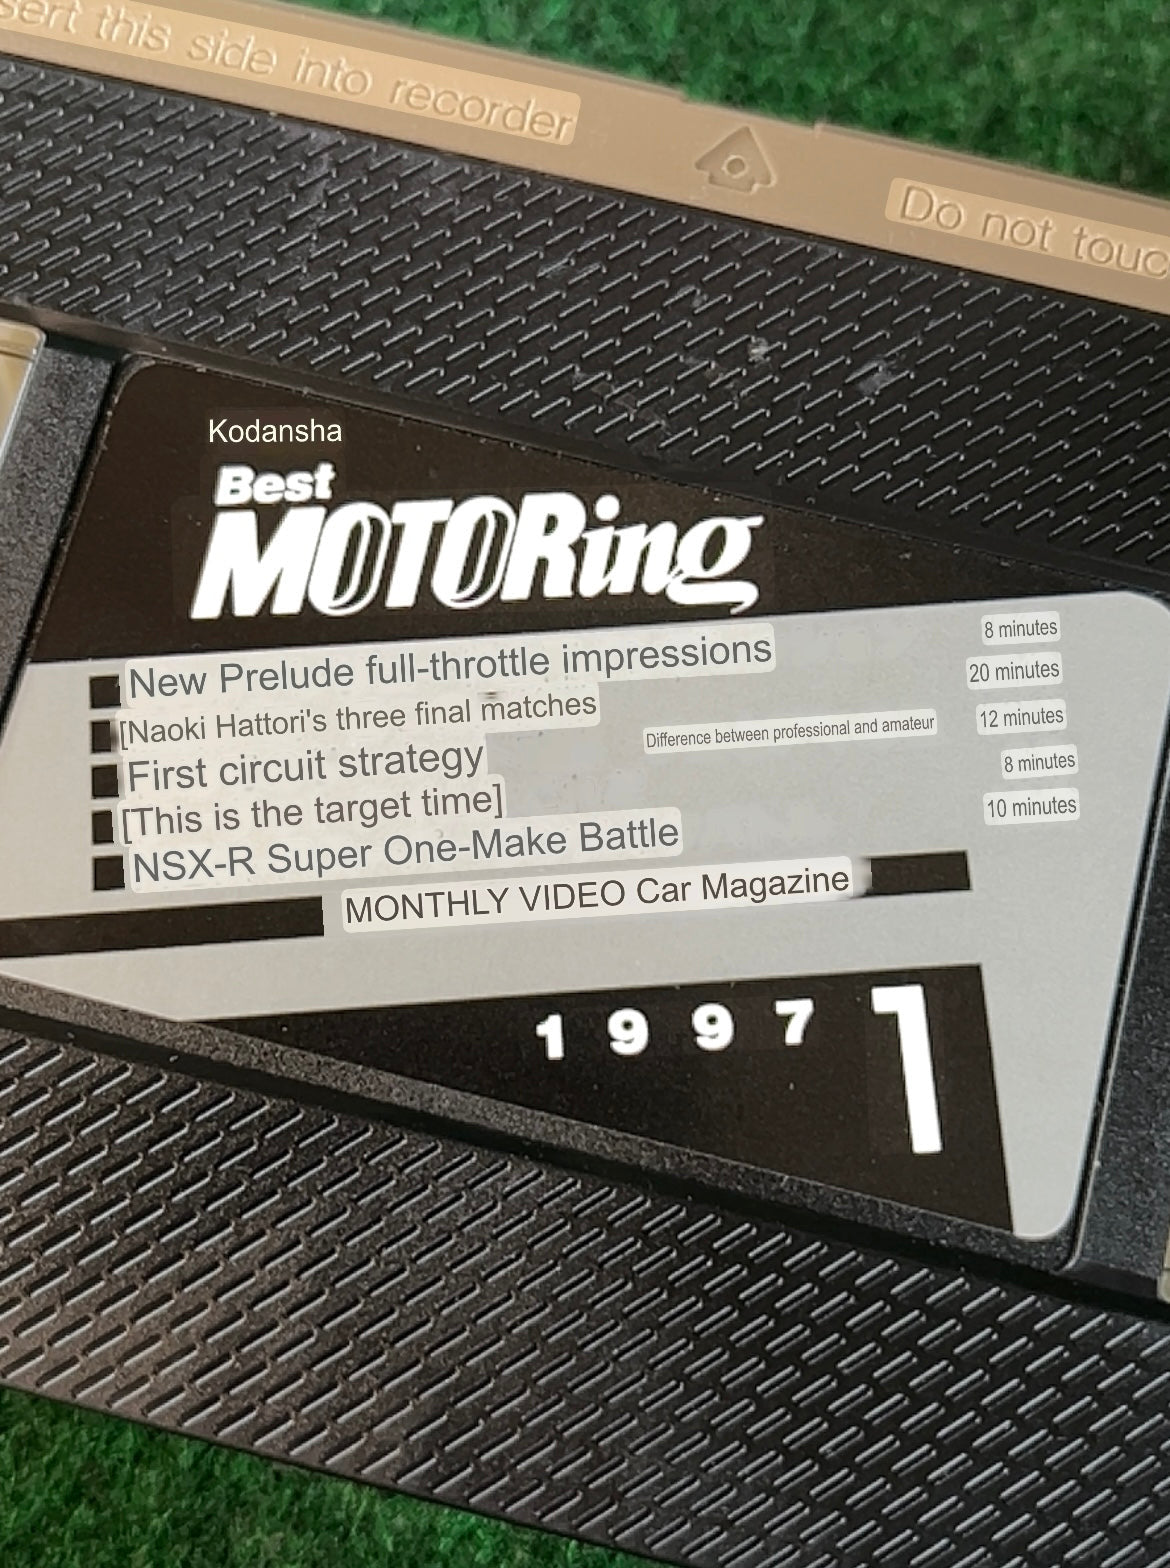 sert this side into recorder
Do not touc
Kodansha
Best
MOTORing
New Prelude full-throttle impressions 8 minutes
[Naoki Hattori's three final matches 20 minutes
First circuit strategy Difference between professional and amateur 12 minutes
[This is the target time] 8 minutes
NSX-R Super One-Make Battle 10 minutes
MONTHLY VIDEO Car Magazine
1997 1